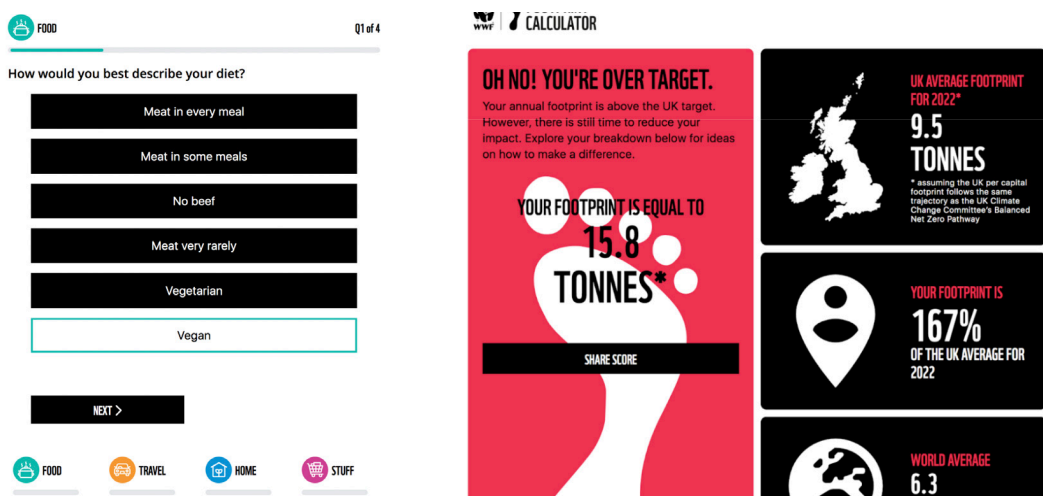 FOOD
Q1 of 4
How would you best describe your diet?
Meat in every meal
Meat in some meals
No beef
Meat very rarely
Vegetarian
Vegan
NEXT >
FOOD
TRAVEL
HOME
STUFF
WWF
CALCULATOR
OH NO! YOU'RE OVER TARGET.
Your annual footprint is above the UK target.
However, there is still time to reduce your
impact. Explore your breakdown below for ideas
on how to make a difference.
YOUR FOOTPRINT IS EQUAL TO
15.8
TONNES*
SHARE SCORE
UK AVERAGE FOOTPRINT
FOR 2022*
9.5
TONNES
* assuming the UK per capital
footprint follows the same
trajectory as the UK Climate
Change Committee's Balanced
Net Zero Pathway
YOUR FOOTPRINT IS
167%
OF THE UK AVERAGE FOR
2022
WORLD AVERAGE
6.3